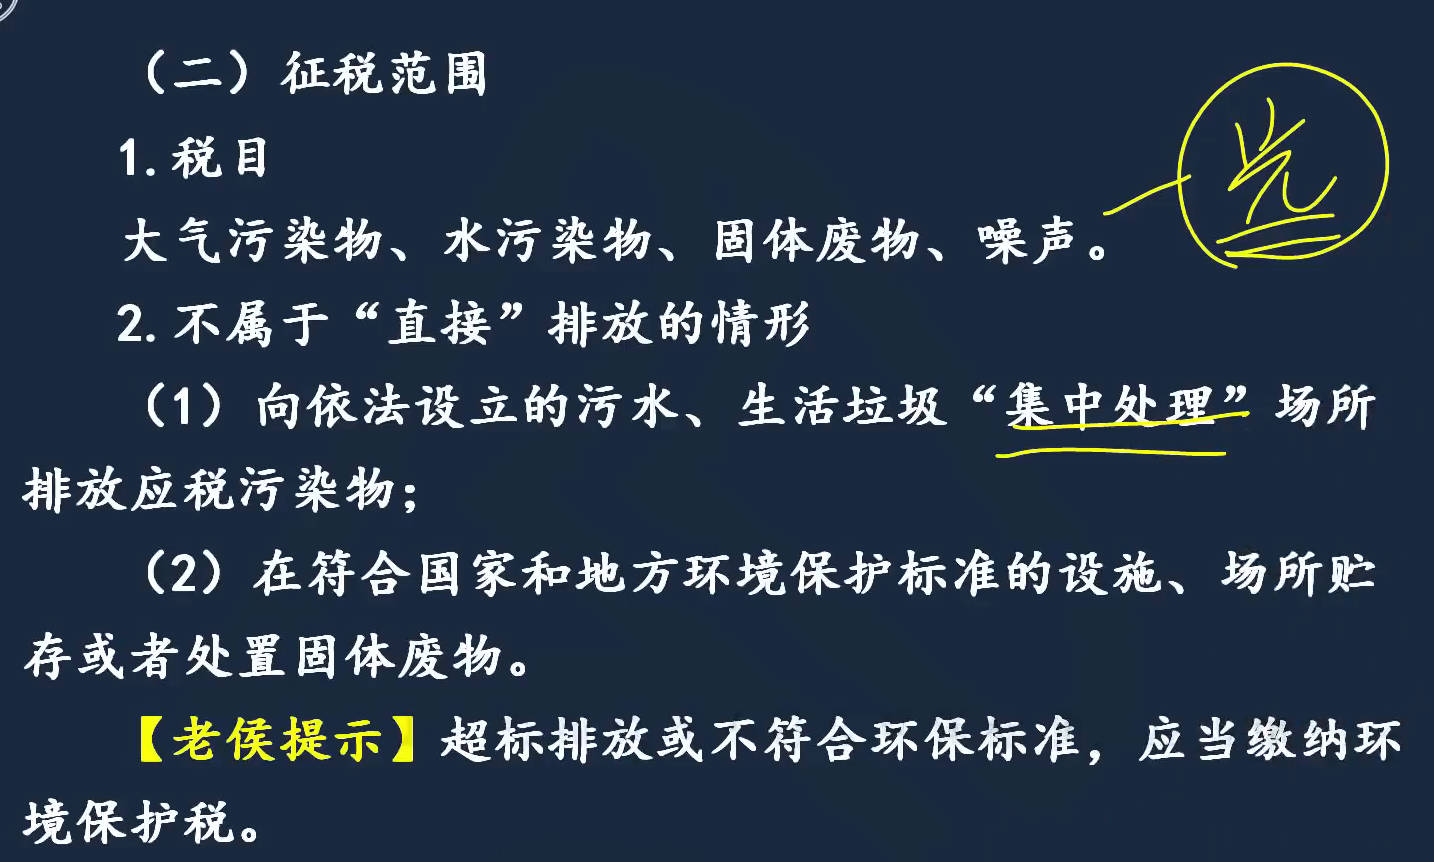 （二）征税范围
1.税目
光
大气污染物、水污染物、固体废物、噪声。
2.不属于“直接”排放的情形
（1）向依法设立的污水、生活垃圾“集中处理”场所
排放应税污染物；
（2）在符合国家和地方环境保护标准的设施、场所贮
存或者处置固体废物。
【老侯提示】超标排放或不符合环保标准，应当缴纳环
境保护税。